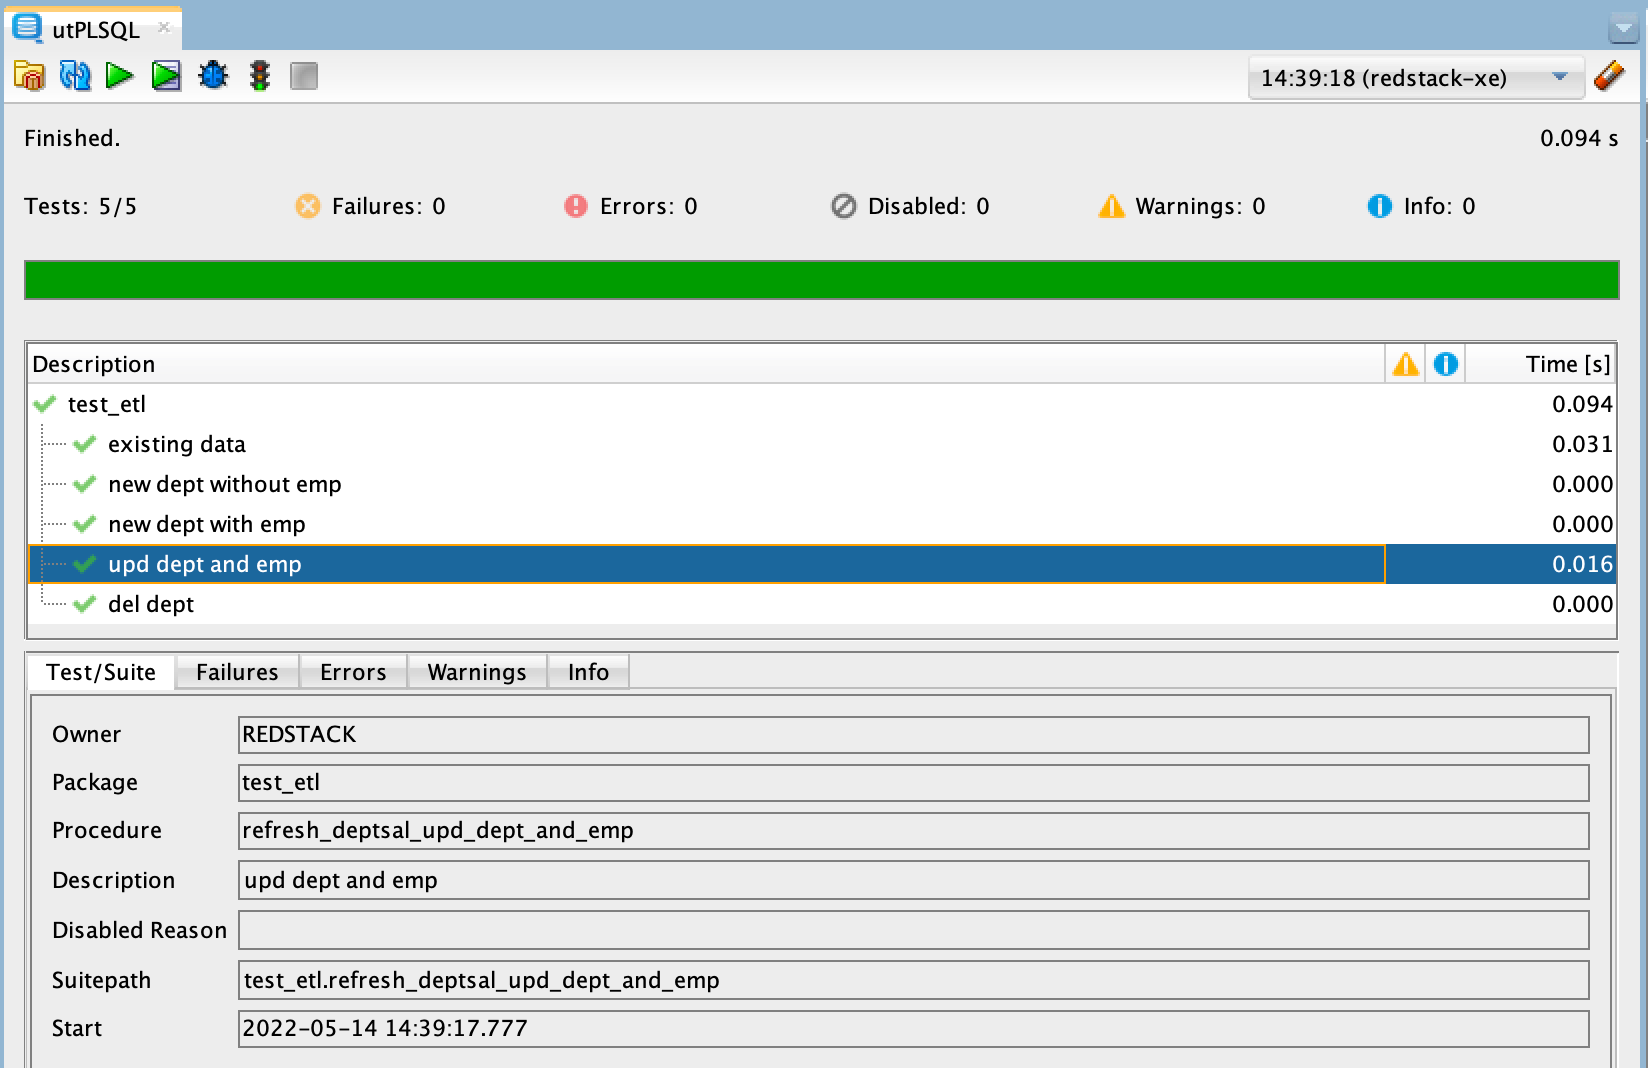 utPLSQL
14:39:18 (redstack-xe)
Finished. 0.094 s
Tests: 5/5 Failures: 0 Errors: 0 Disabled: 0 Warnings: 0 Info: 0
Description Time [s]
test_etl 0.094
existing data 0.031
new dept without emp 0.000
new dept with emp 0.000
upd dept and emp 0.016
del dept 0.000
Test/Suite Failures Errors Warnings Info
Owner REDSTACK
Package test_etl
Procedure refresh_deptsal_upd_dept_and_emp
Description upd dept and emp
Disabled Reason
Suitepath test_etl.refresh_deptsal_upd_dept_and_emp
Start 2022-05-14 14:39:17.777